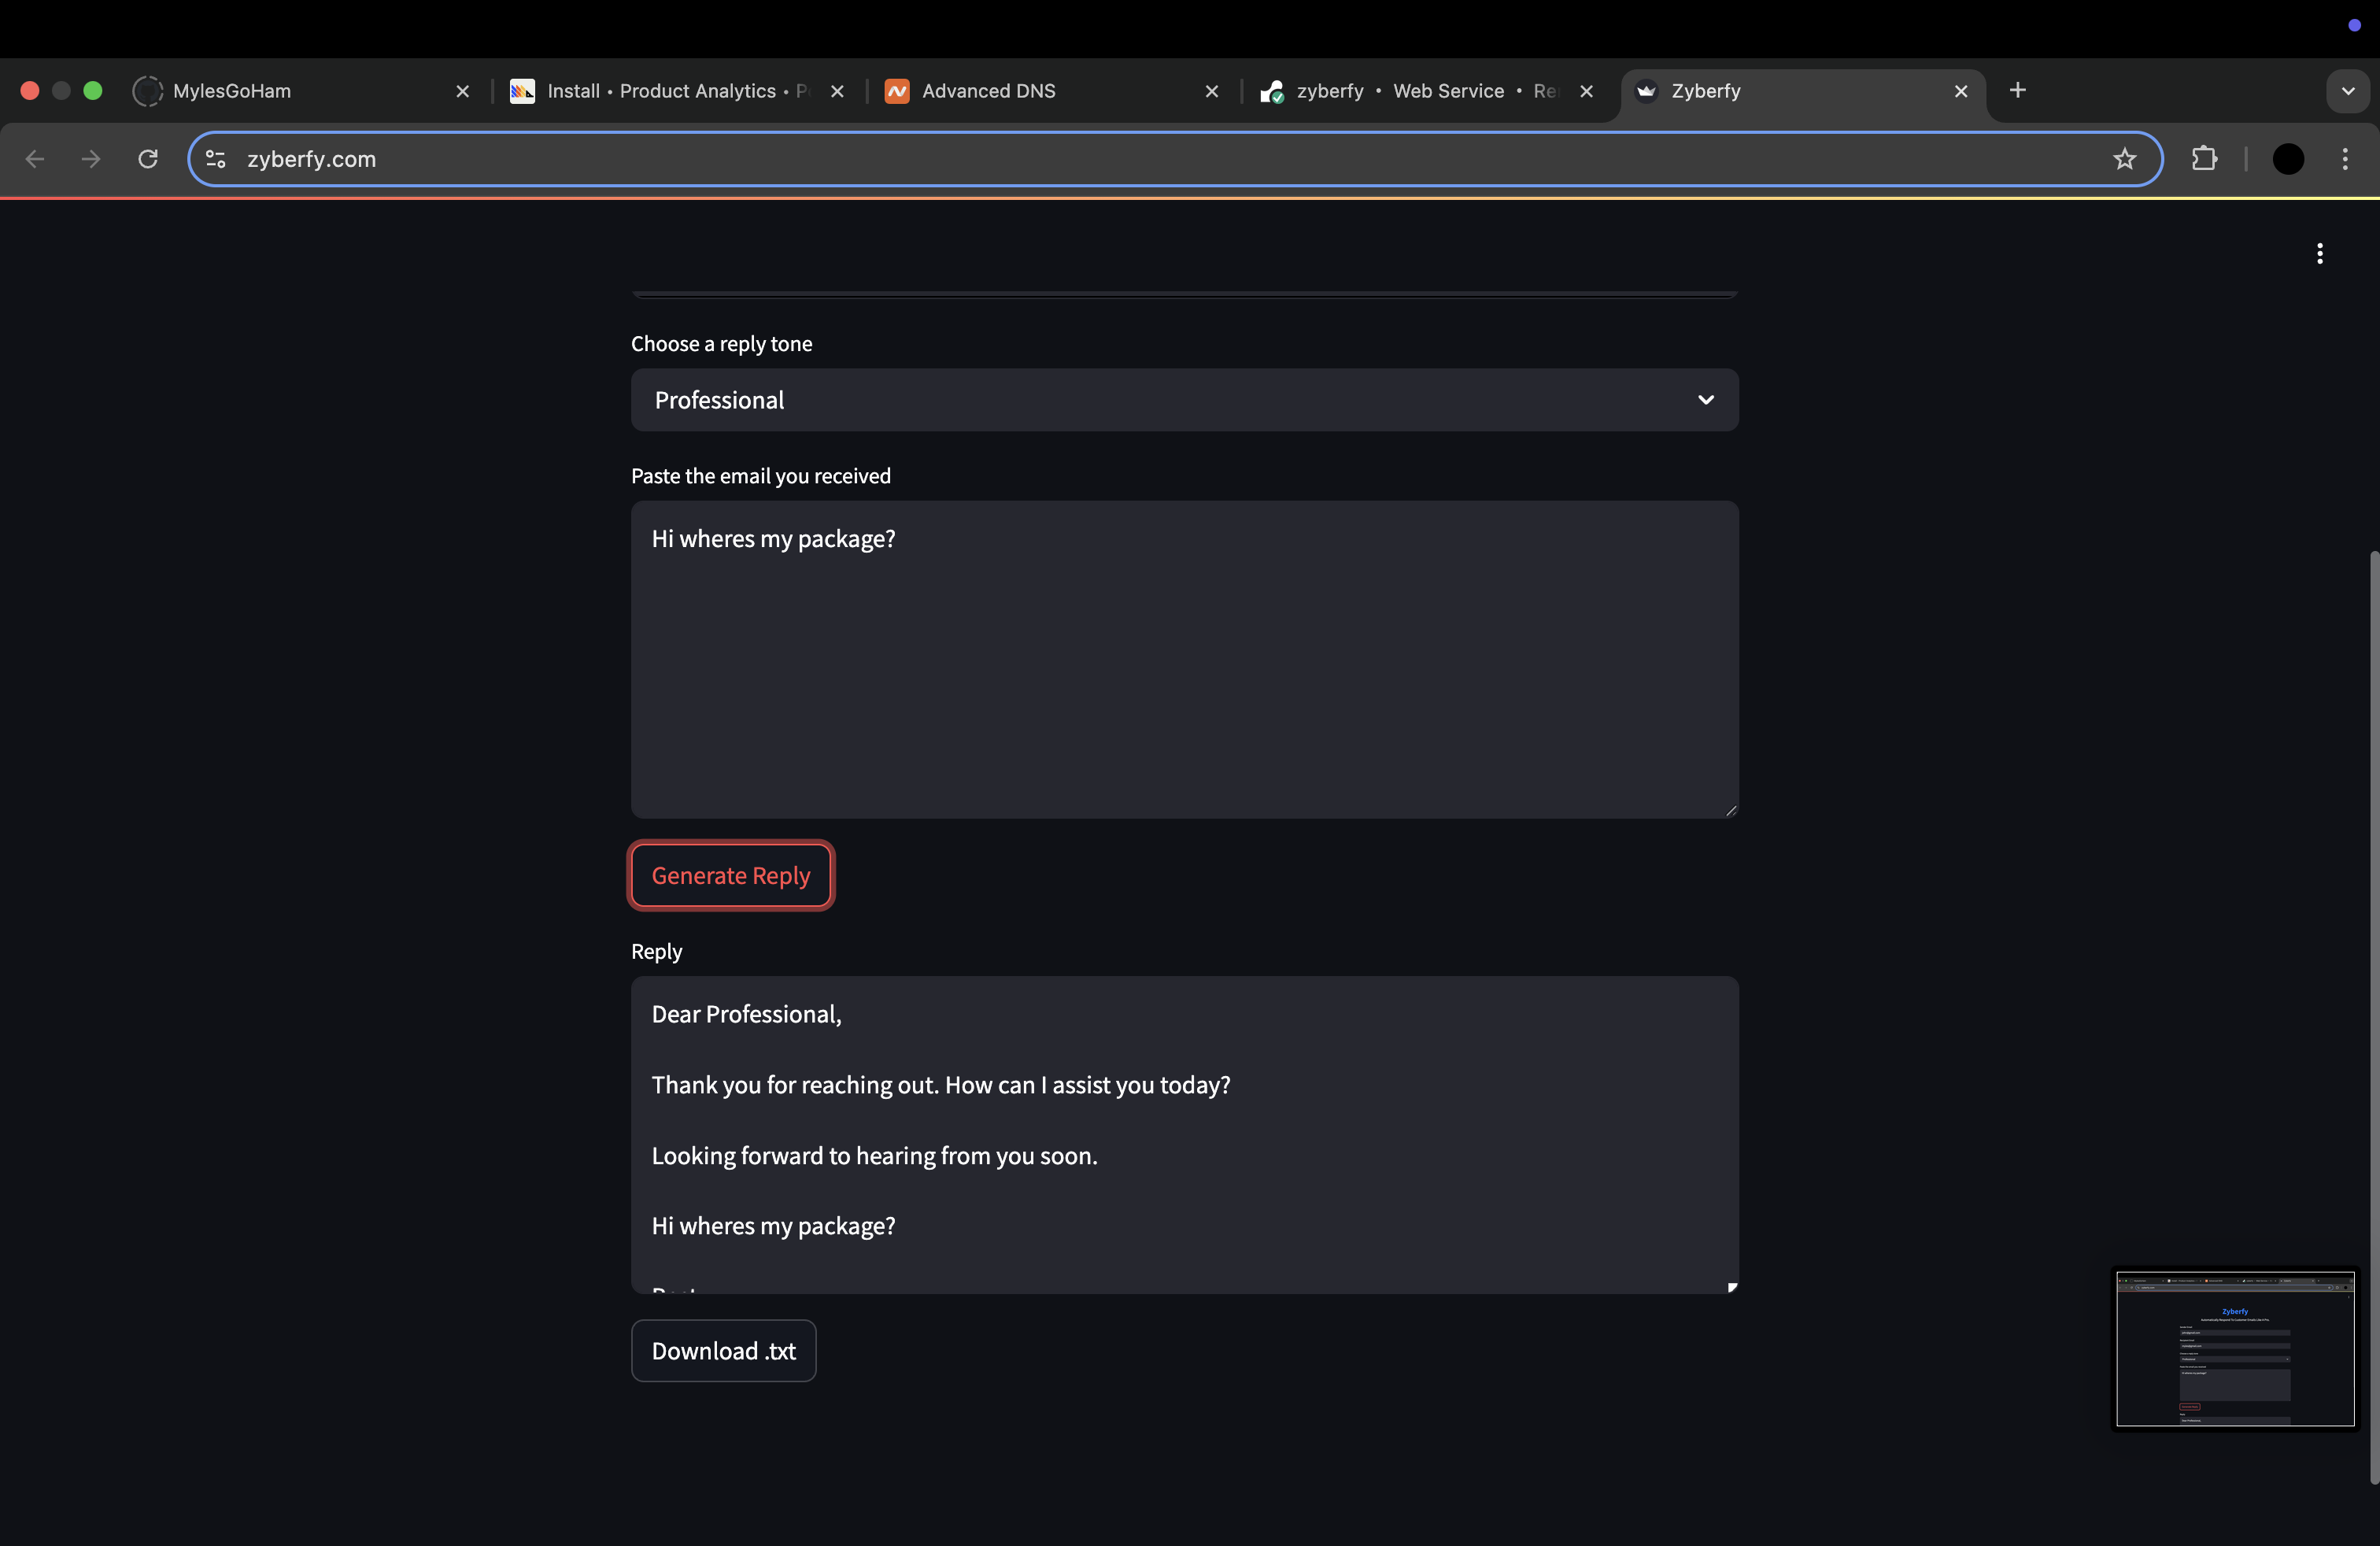 MylesGoHam
Install • Product Analytics •
Advanced DNS
zyberfy • Web Service •
Zyberfy
zyberfy.com
Choose a reply tone
Professional
Paste the email you received
Hi wheres my package?
Generate Reply
Reply
Dear Professional,
Thank you for reaching out. How can I assist you today?
Looking forward to hearing from you soon.
Hi wheres my package?
Download .txt
Zyberfy